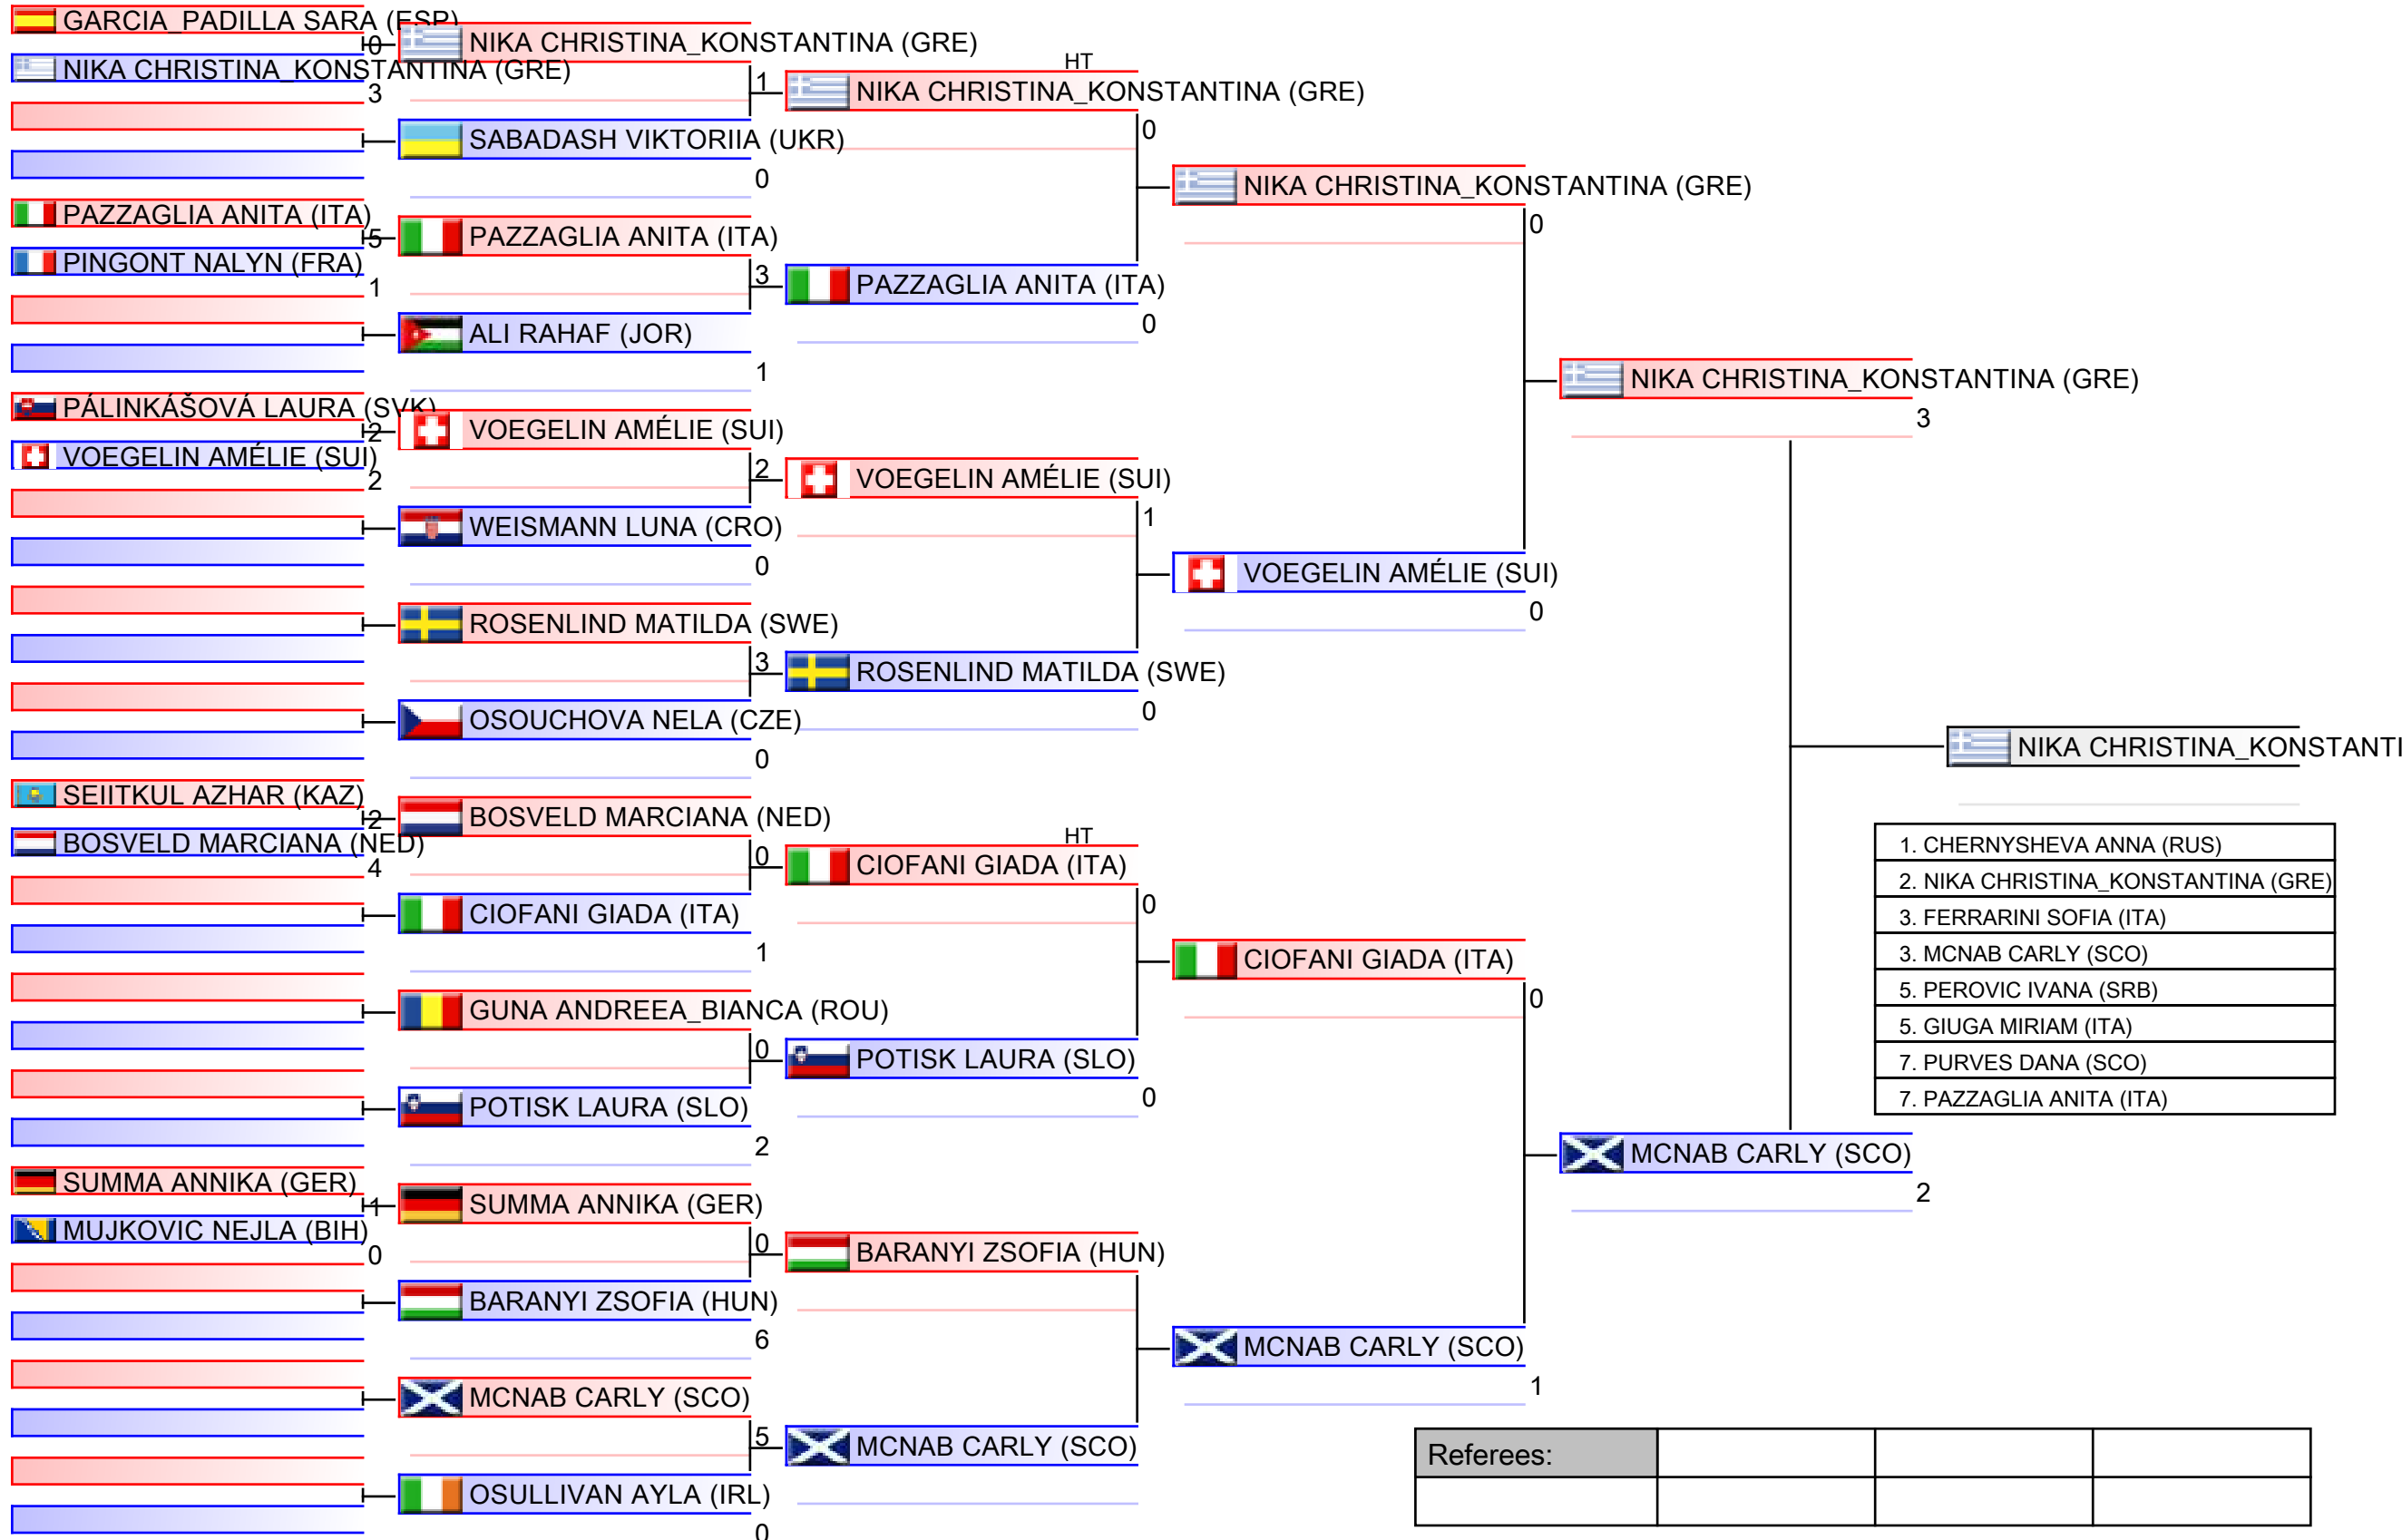 GARCIA_PADILLA SARA (ESP)
0
NIKA CHRISTINA_KONSTANTINA (GRE)
3
PAZZAGLIA ANITA (ITA)
5
PINGONT NALYN (FRA)
1
PÁLINKÁŠOVÁ LAURA (SVK)
2
VOEGELIN AMÉLIE (SUI)
2
SEIITKUL AZHAR (KAZ)
2
BOSVELD MARCIANA (NED)
4
SUMMA ANNIKA (GER)
1
MUJKOVIC NEJLA (BIH)
0
NIKA CHRISTINA_KONSTANTINA (GRE)
1
SABADASH VIKTORIIA (UKR)
0
PAZZAGLIA ANITA (ITA)
3
ALI RAHAF (JOR)
1
VOEGELIN AMÉLIE (SUI)
2
WEISMANN LUNA (CRO)
0
ROSENLIND MATILDA (SWE)
3
OSOUCHOVA NELA (CZE)
0
BOSVELD MARCIANA (NED)
0
CIOFANI GIADA (ITA)
1
GUNA ANDREEA_BIANCA (ROU)
0
POTISK LAURA (SLO)
2
SUMMA ANNIKA (GER)
0
BARANYI ZSOFIA (HUN)
6
MCNAB CARLY (SCO)
5
OSULLIVAN AYLA (IRL)
0
HT
NIKA CHRISTINA_KONSTANTINA (GRE)
0
PAZZAGLIA ANITA (ITA)
0
VOEGELIN AMÉLIE (SUI)
1
ROSENLIND MATILDA (SWE)
0
HT
CIOFANI GIADA (ITA)
0
POTISK LAURA (SLO)
0
BARANYI ZSOFIA (HUN)
MCNAB CARLY (SCO)
NIKA CHRISTINA_KONSTANTINA (GRE)
0
VOEGELIN AMÉLIE (SUI)
0
CIOFANI GIADA (ITA)
0
MCNAB CARLY (SCO)
1
NIKA CHRISTINA_KONSTANTINA (GRE)
3
MCNAB CARLY (SCO)
2
NIKA CHRISTINA_KONSTANTI
1. CHERNYSHEVA ANNA (RUS)
2. NIKA CHRISTINA_KONSTANTINA (GRE)
3. FERRARINI SOFIA (ITA)
3. MCNAB CARLY (SCO)
5. PEROVIC IVANA (SRB)
5. GIUGA MIRIAM (ITA)
7. PURVES DANA (SCO)
7. PAZZAGLIA ANITA (ITA)
Referees: